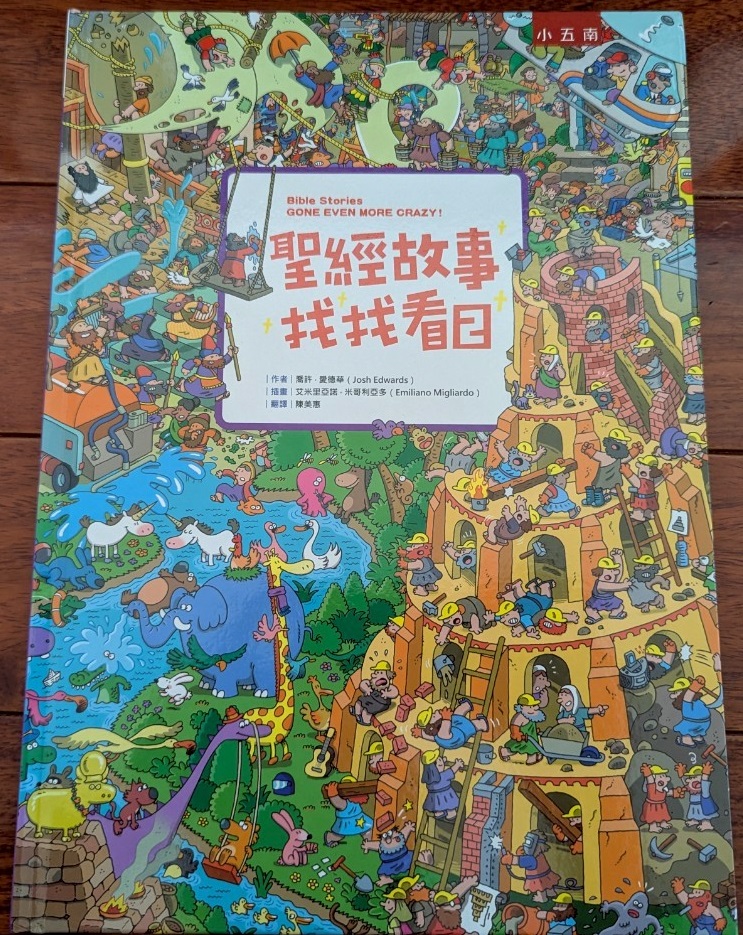 小五南
Bible Stories
GONE EVEN MORE CRAZY!
聖經故事
找找看2
|作者|喬許·愛德華（Josh Edwards）
|插畫|艾米里亞諾·米哥利亞多（Emiliano Migliardo）
|翻譯|陳美惠